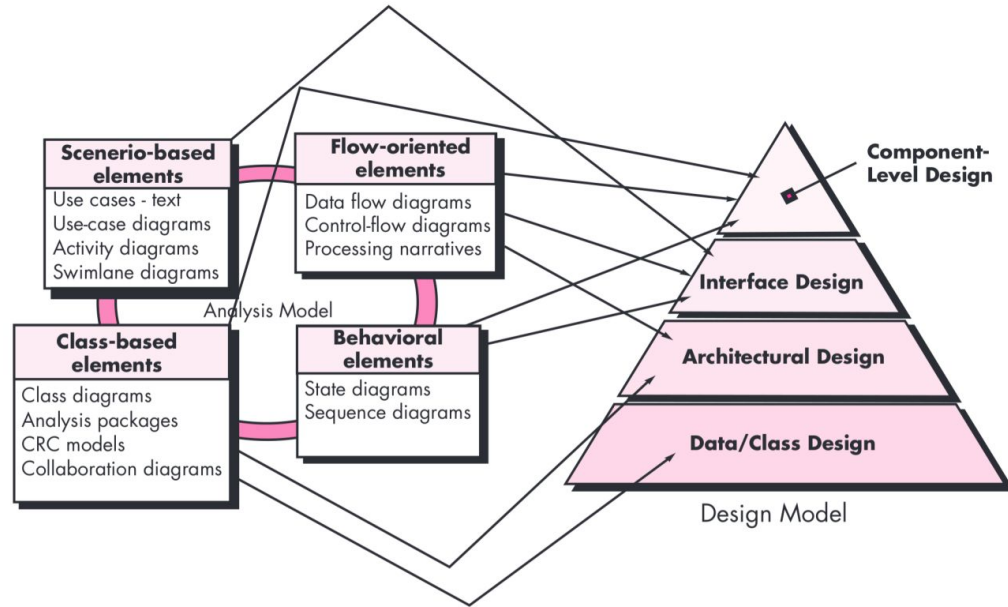 Scenerio-based
elements
Use cases - text
Use-case diagrams
Activity diagrams
Swimlane diagrams
Flow-oriented
elements
Data flow diagrams
Control-flow diagrams
Processing narratives
Analysis Model
Class-based
elements
Class diagrams
Analysis packages
CRC models
Collaboration diagrams
Behavioral
elements
State diagrams
Sequence diagrams
Component-
Level Design
Interface Design
Architectural Design
Data/Class Design
Design Model